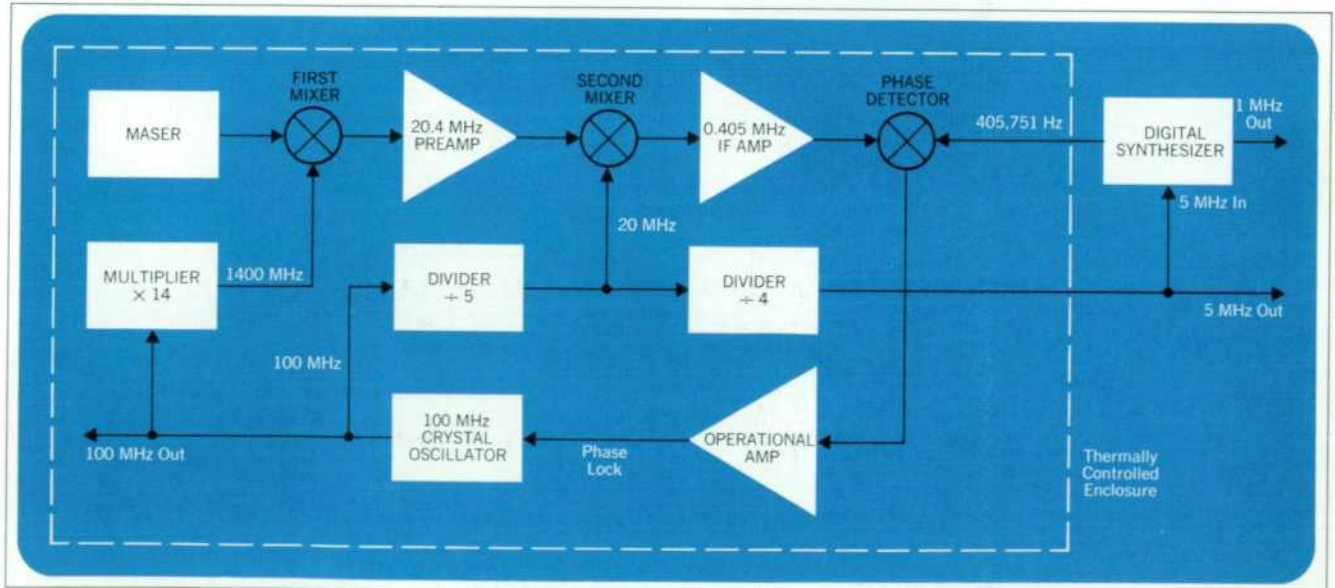 FIRST
MIXER
SECOND
MIXER
PHASE
DETECTOR
MASER
20.4 MHz
PREAMP
0.405 MHz
IF AMP
405,751 Hz
DIGITAL
SYNTHESIZER
1 MHz
Out
5 MHz In
20 MHz
MULTIPLIER
× 14
1400 MHz
DIVIDER
÷ 5
DIVIDER
÷ 4
5 MHz Out
100 MHz
100 MHz
CRYSTAL
OSCILLATOR
Phase
Lock
OPERATIONAL
AMP
100 MHz Out
Thermally
Controlled
Enclosure